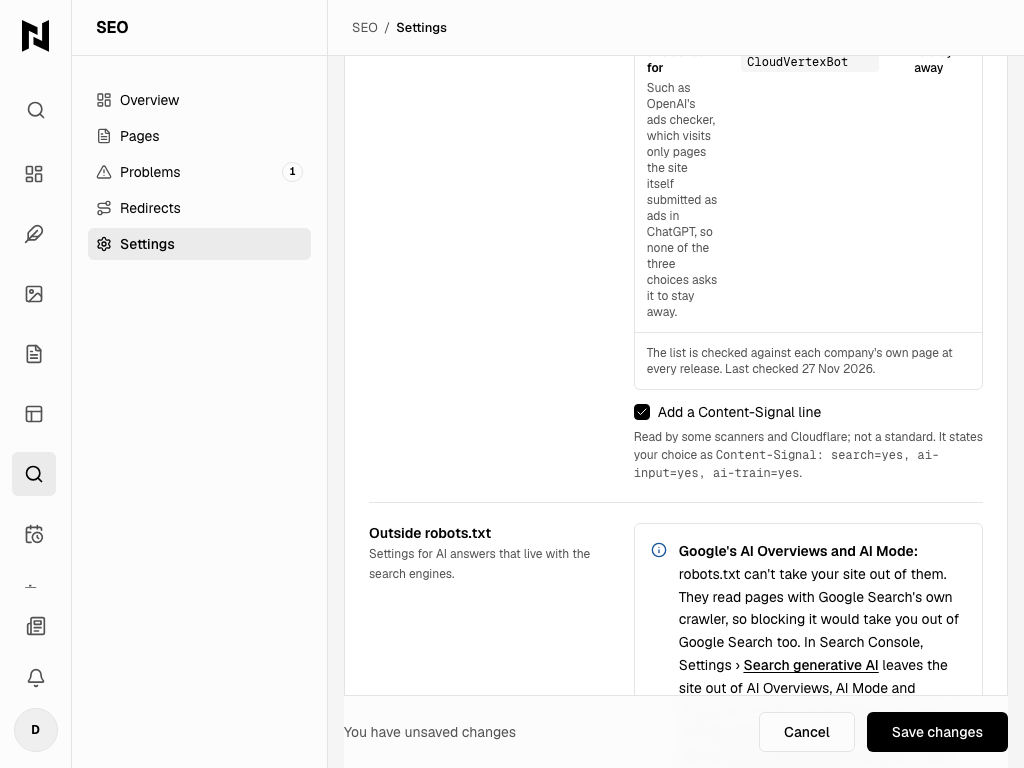 SEO
SEO / Settings
Overview
Pages
Problems 1
Redirects
Settings
for
CloudVertexBot
away
Such as
OpenAI's
ads checker,
which visits
only pages
the site
itself
submitted as
ads in
ChatGPT, so
none of the
three
choices asks
it to stay
away.
The list is checked against each company's own page at
every release. Last checked 27 Nov 2026.
Add a Content-Signal line
Read by some scanners and Cloudflare; not a standard. It states
your choice as Content-Signal: search=yes, ai-
input=yes, ai-train=yes.
Outside robots.txt
Settings for AI answers that live with the
search engines.
Google's AI Overviews and AI Mode:
robots.txt can't take your site out of them.
They read pages with Google Search's own
crawler, so blocking it would take you out of
Google Search too. In Search Console,
Settings › Search generative AI leaves the
site out of AI Overviews, AI Mode and
D
You have unsaved changes
Cancel
Save changes